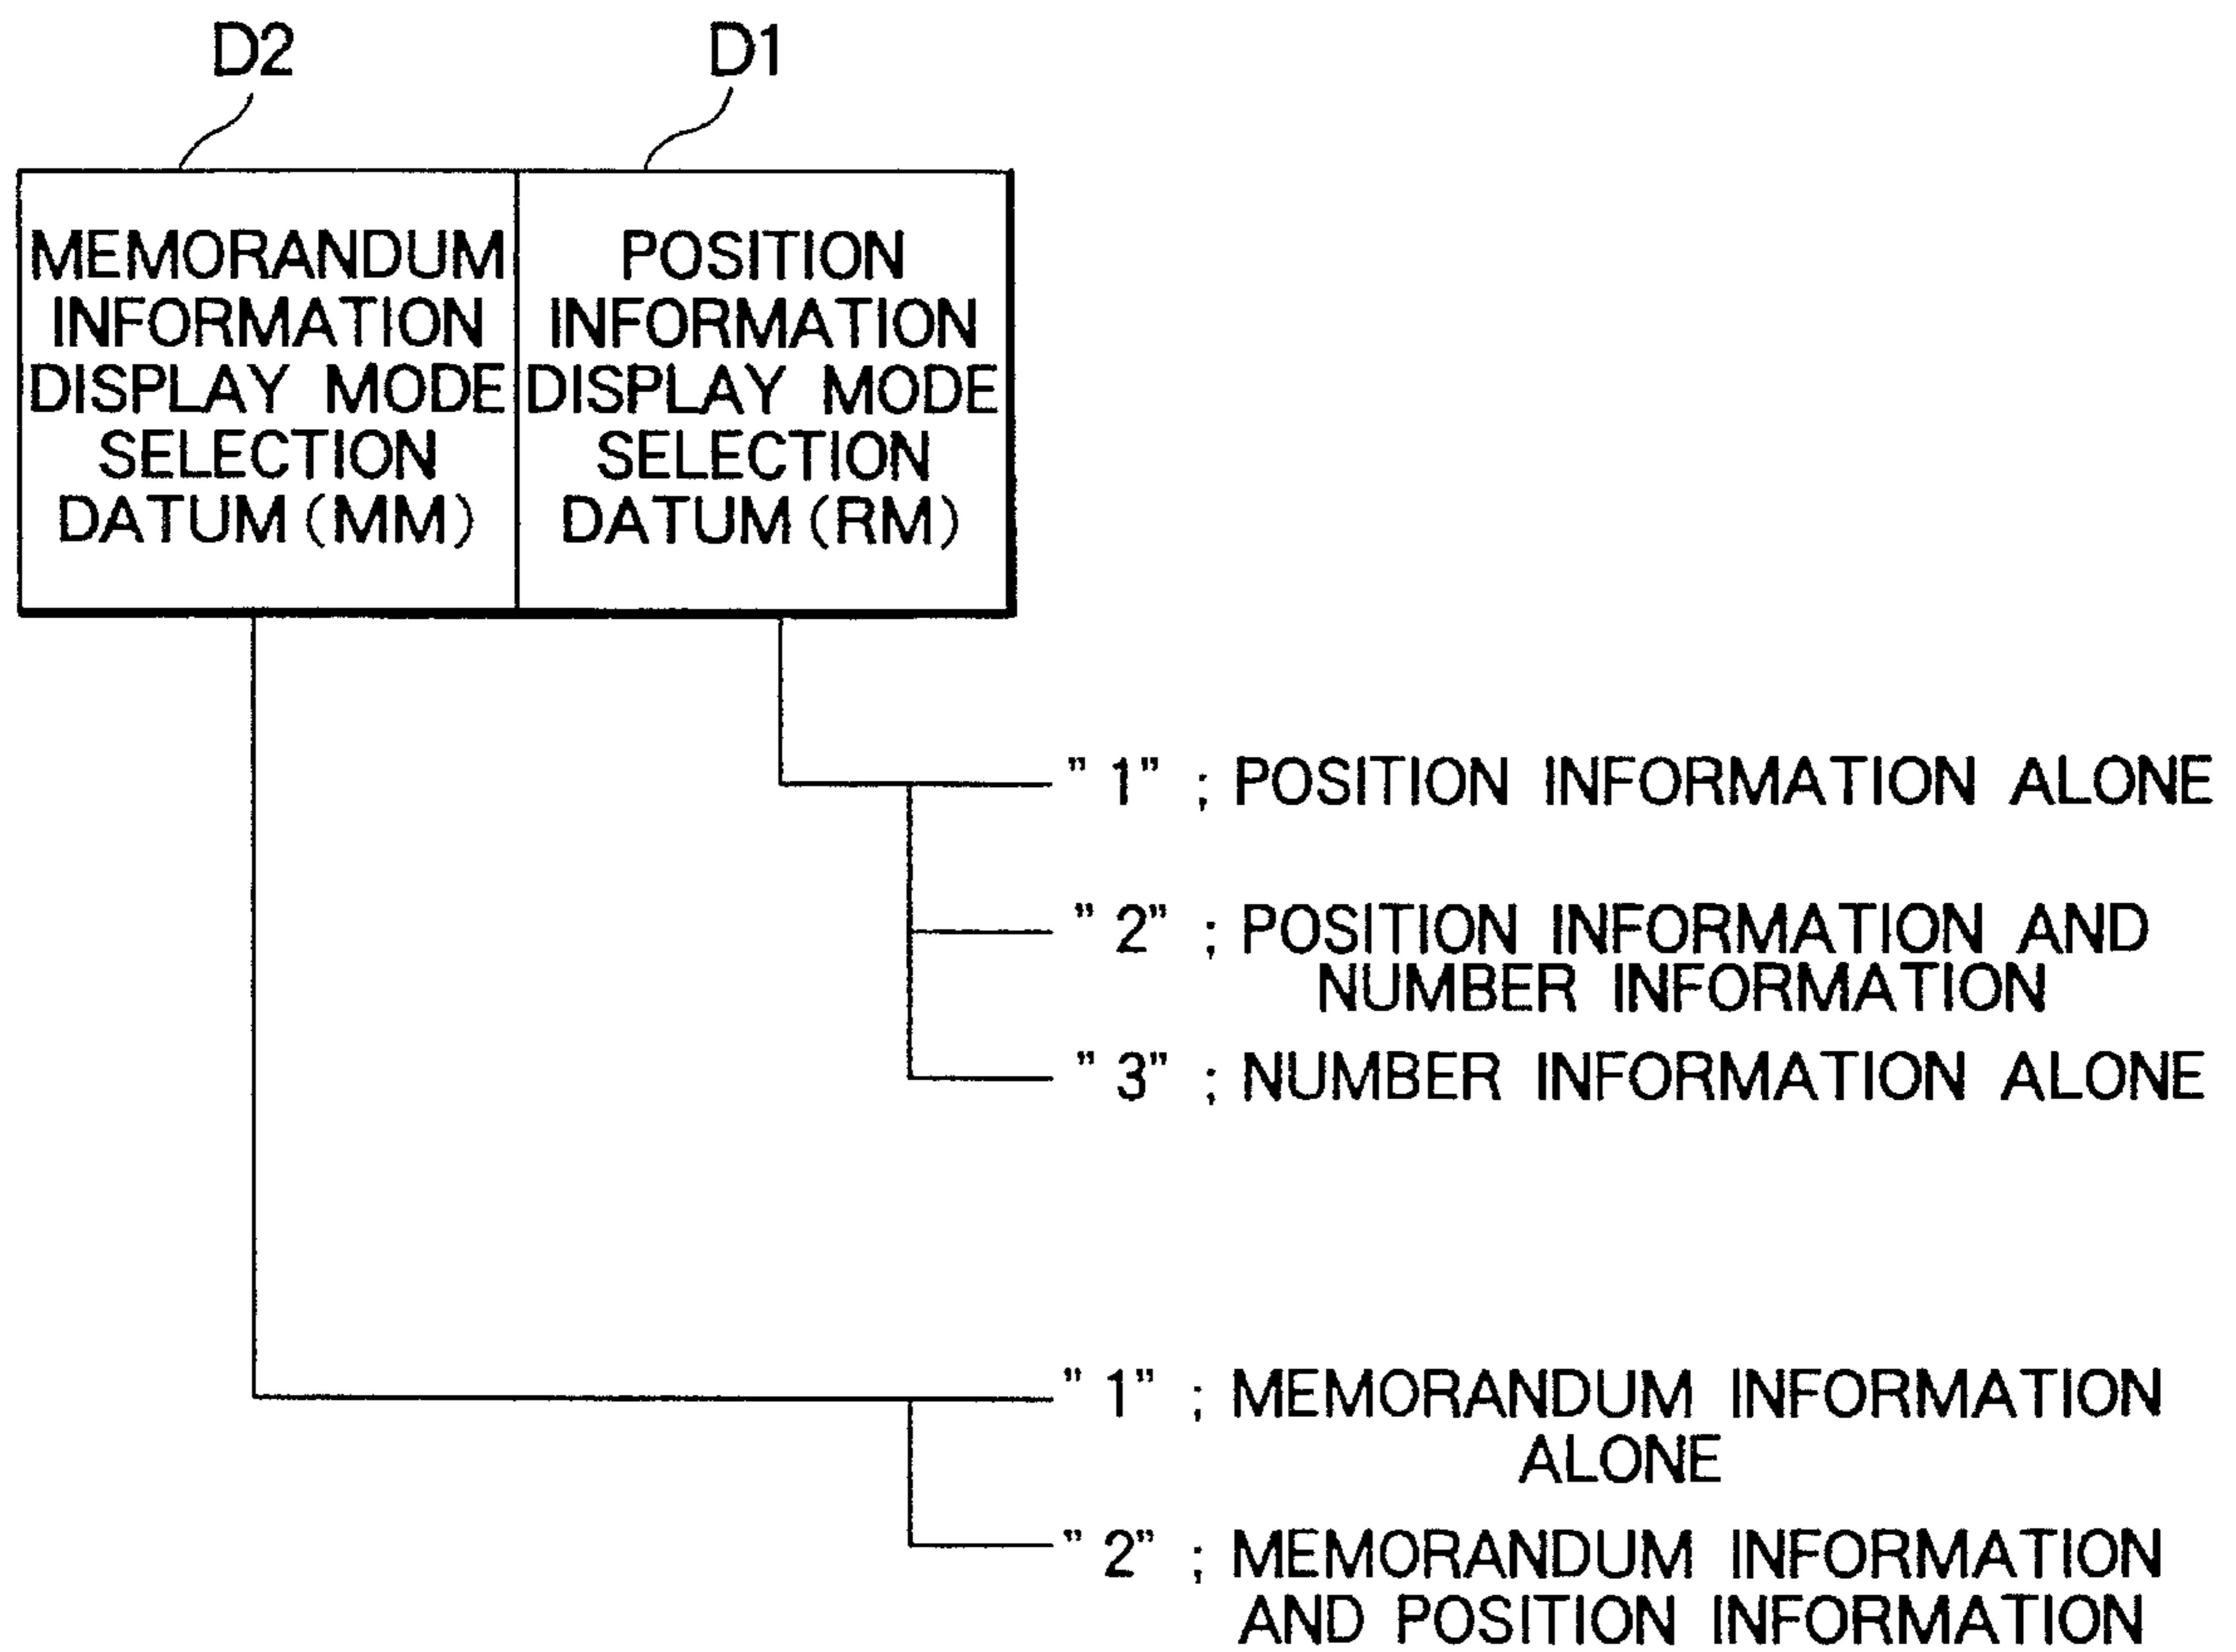 D2
D1
MEMORANDUM
INFORMATION
DISPLAY MODE
SELECTION
DATUM (MM)
POSITION
INFORMATION
DISPLAY MODE
SELECTION
DATUM (RM)
"1" ; POSITION INFORMATION ALONE
"2" ; POSITION INFORMATION AND
NUMBER INFORMATION
"3" ; NUMBER INFORMATION ALONE
"1" ; MEMORANDUM INFORMATION
ALONE
"2" ; MEMORANDUM INFORMATION
AND POSITION INFORMATION